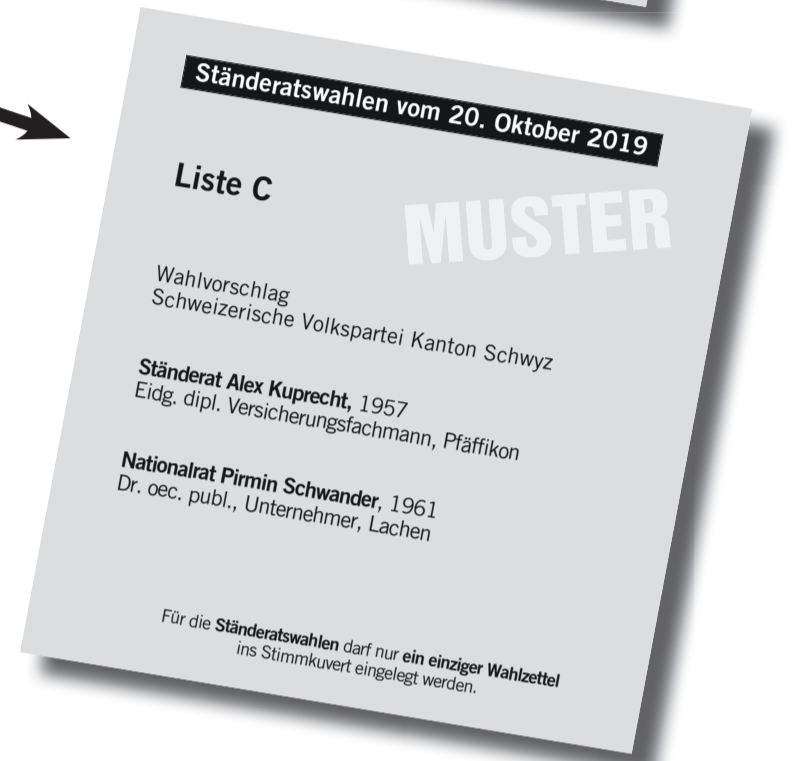 Ständeratswahlen vom 20. Oktober 2019
Liste C
MUSTER
Wahlvorschlag
Schweizerische Volkspartei Kanton Schwyz
Ständerat Alex Kuprecht, 1957
Eidg. dipl. Versicherungsfachmann, Pfäffikon
Nationalrat Pirmin Schwander, 1961
Dr. oec. publ., Unternehmer, Lachen
Für die Ständeratswahlen darf nur ein einziger Wahlzettel
ins Stimmkuvert eingelegt werden.